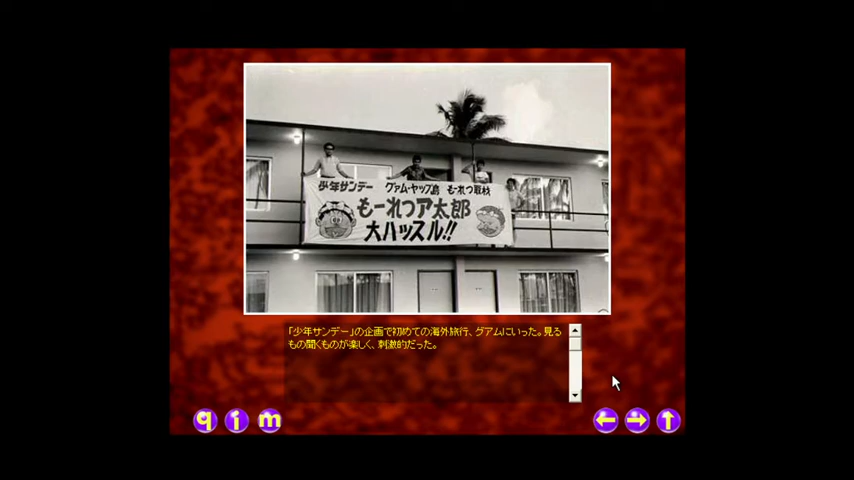 少年サンデー グァム・ヤップ島 もーれつ取材
もーれつア太郎
大ハッスル!!
「少年サンデー」の企画で初めての海外旅行、グアムにいった。見る
もの聞くものが楽しく、刺激的だった。
q i m